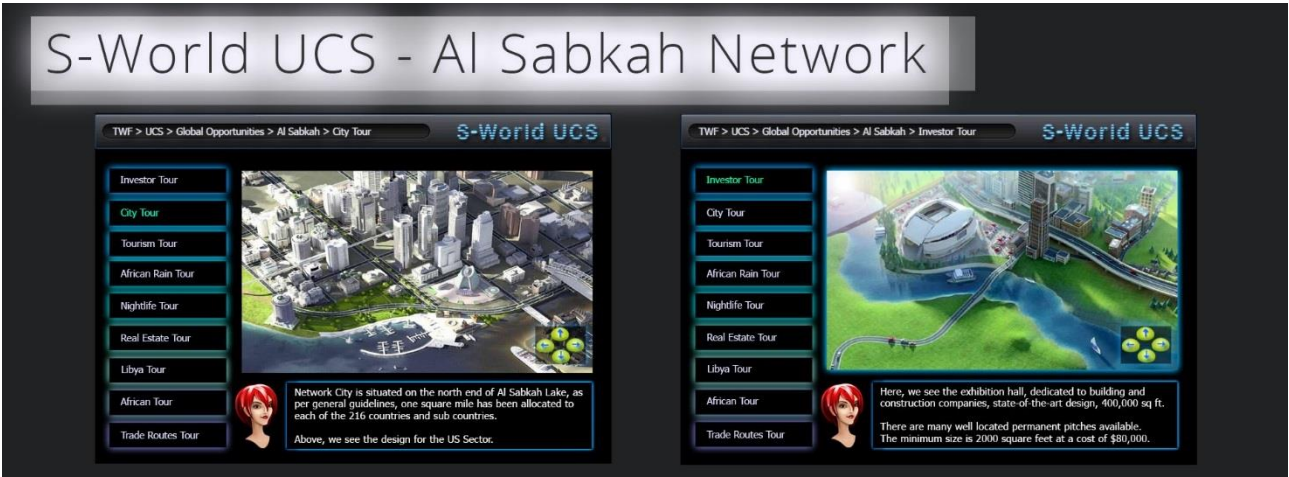 S-World UCS - Al Sabkah Network
TWF > UCS > Global Opportunities > Al Sabkah > City Tour
S-World UCS
Investor Tour
City Tour
Tourism Tour
African Rain Tour
Nightlife Tour
Real Estate Tour
Libya Tour
African Tour
Trade Routes Tour
Network City is situated on the north end of Al Sabkah Lake, as
per general guidelines, one square mile has been allocated to
each of the 216 countries and sub countries.
Above, we see the design for the US Sector.
TWF > UCS > Global Opportunities > Al Sabkah > Investor Tour
S-World UCS
Investor Tour
City Tour
Tourism Tour
African Rain Tour
Nightlife Tour
Real Estate Tour
Libya Tour
African Tour
Trade Routes Tour
Here, we see the exhibition hall, dedicated to building and
construction companies, state-of-the-art design, 400,000 sq ft.
There are many well located permanent pitches available.
The minimum size is 2000 square feet at a cost of $80,000.